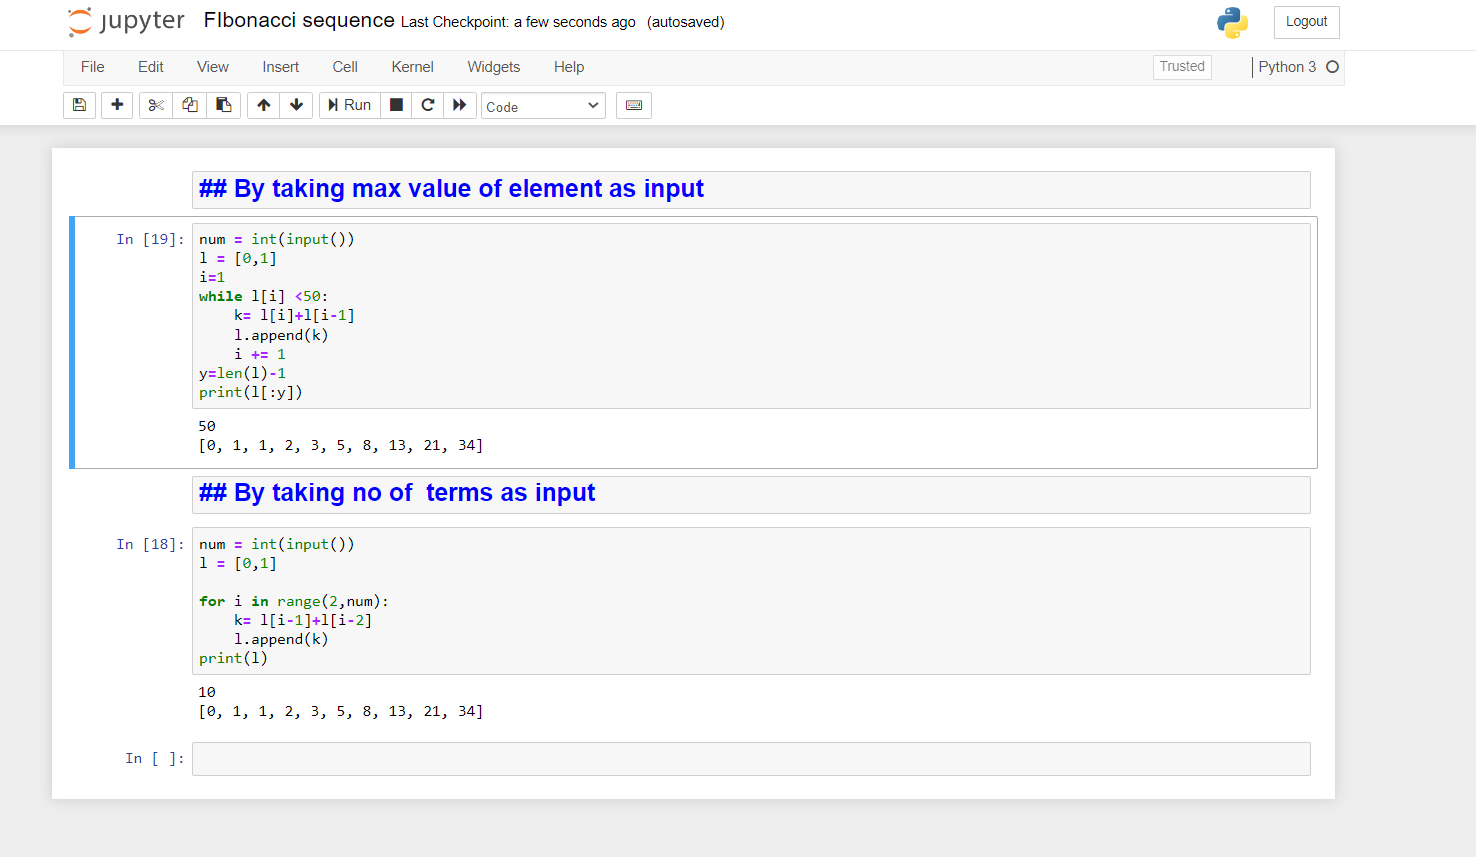 jupyter FIbonacci sequence Last Checkpoint: a few seconds ago (autosaved) Logout
File Edit View Insert Cell Kernel Widgets Help Trusted Python 3
Run Code
## By taking max value of element as input
In [19]: num = int(input())
l = [0,1]
i=1
while l[i] <50:
    k= l[i]+l[i-1]
    l.append(k)
    i += 1
y=len(l)-1
print(l[:y])
50
[0, 1, 1, 2, 3, 5, 8, 13, 21, 34]
## By taking no of  terms as input
In [18]: num = int(input())
l = [0,1]
for i in range(2,num):
    k= l[i-1]+l[i-2]
    l.append(k)
print(l)
10
[0, 1, 1, 2, 3, 5, 8, 13, 21, 34]
In [ ]: